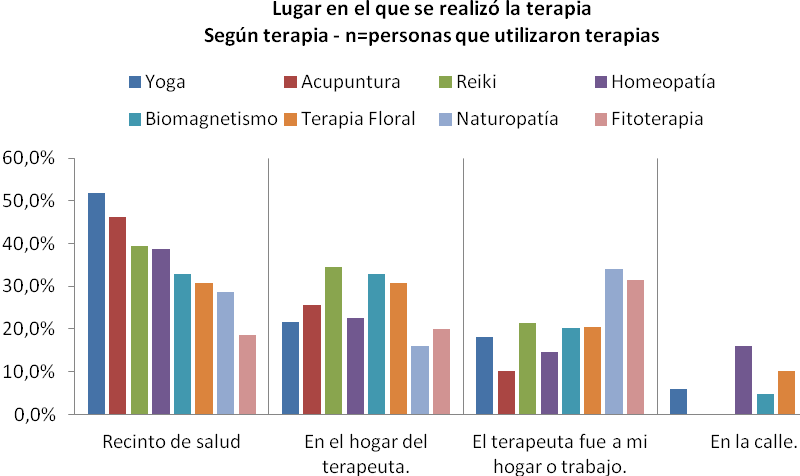 Lugar en el que se realizó la terapia
Según terapia - n=personas que utilizaron terapias
Yoga Acupuntura Reiki Homeopatía
Biomagnetismo Terapia Floral Naturopatía Fitoterapia
60,0%
50,0%
40,0%
30,0%
20,0%
10,0%
0,0%
Recinto de salud
En el hogar del
terapeuta.
El terapeuta fue a mi
hogar o trabajo.
En la calle.